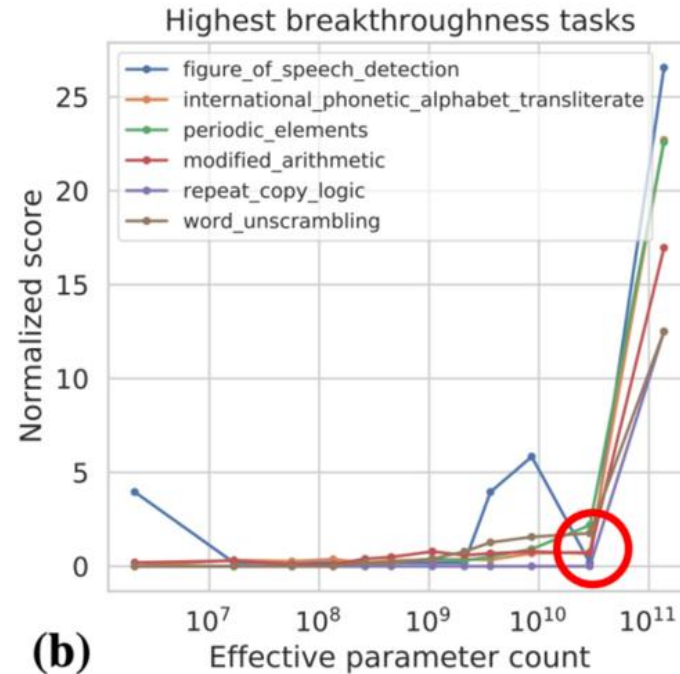 Highest breakthroughness tasks
figure_of_speech_detection
international_phonetic_alphabet_transliterate
periodic_elements
modified_arithmetic
repeat_copy_logic
word_unscrambling
Normalized score
25
20
15
10
5
0
10⁷ 10⁸ 10⁹ 10¹⁰ 10¹¹
(b) Effective parameter count